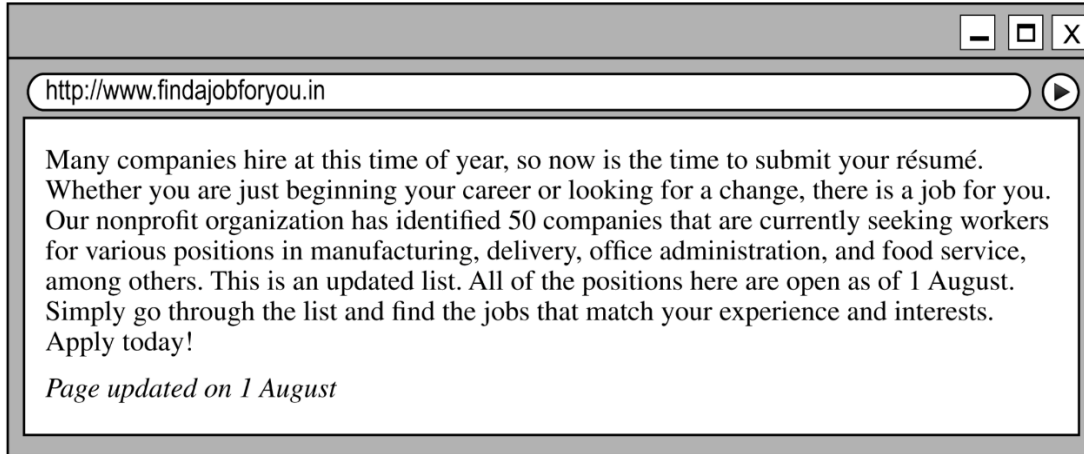 X
http://www.findajobforyou.in
Many companies hire at this time of year, so now is the time to submit your résumé.
Whether you are just beginning your career or looking for a change, there is a job for you.
Our nonprofit organization has identified 50 companies that are currently seeking workers
for various positions in manufacturing, delivery, office administration, and food service,
among others. This is an updated list. All of the positions here are open as of 1 August.
Simply go through the list and find the jobs that match your experience and interests.
Apply today!
Page updated on 1 August